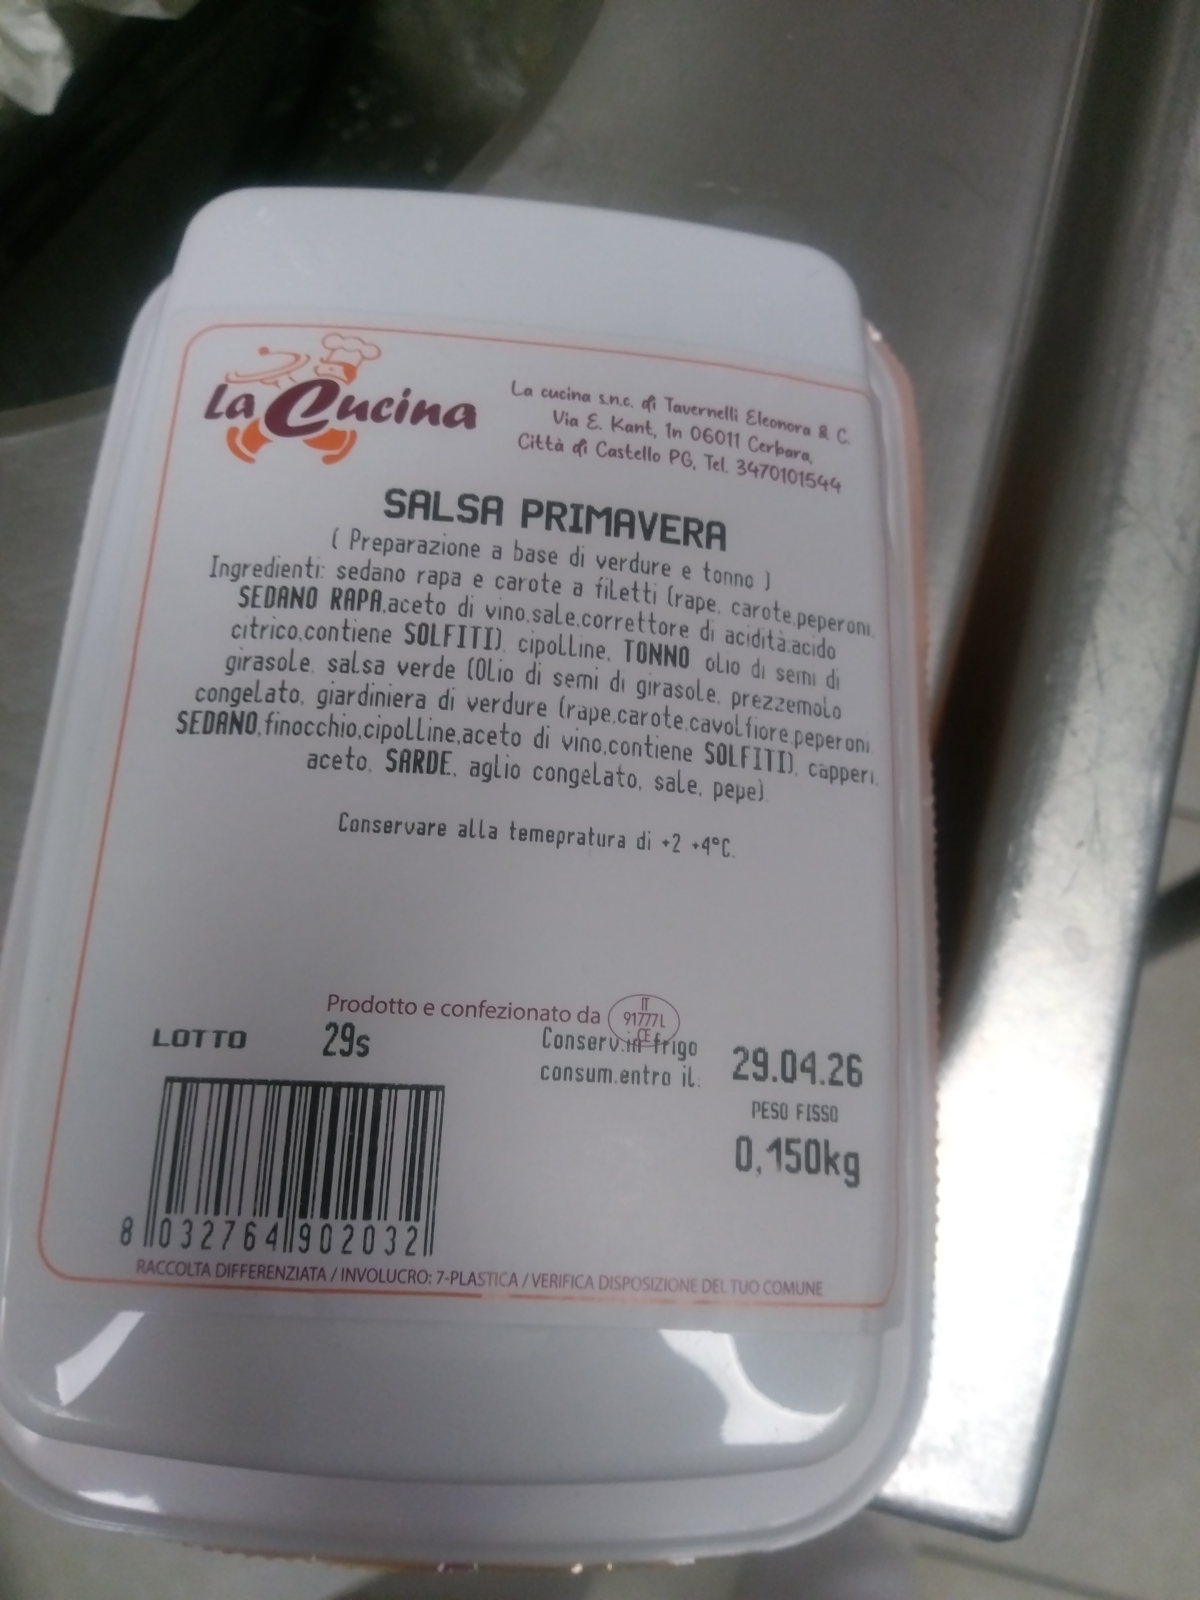 La Cucina
La cucina s.n.c. di Tavernelli Eleonora & C.
Via E. Kant, 1n 06011 Cerbara,
Città di Castello PG, Tel. 3470101544
SALSA PRIMAVERA
( Preparazione a base di verdure e tonno )
Ingredienti: sedano rapa e carote a filetti (rape, carote,peperoni,
SEDANO RAPA,aceto di vino,sale,correttore di acidità:acido
citrico,contiene SOLFITI), cipolline, TONNO, olio di semi di
girasole, salsa verde (Olio di semi di girasole, prezzemolo
congelato, giardiniera di verdure (rape,carote,cavolfiore,peperoni,
SEDANO,finocchio,cipolline,aceto di vino,contiene SOLFITI), capperi,
aceto, SARDE, aglio congelato, sale, pepe)
Conservare alla temepratura di +2 +4°C.
Prodotto e confezionato da
IT
91777L
CE
LOTTO 29s
Conserv.in frigo
consum.entro il: 29.04.26
PESO FISSO
0,150kg
8 032764 902032
RACCOLTA DIFFERENZIATA / INVOLUCRO: 7-PLASTICA / VERIFICA DISPOSIZIONE DEL TUO COMUNE